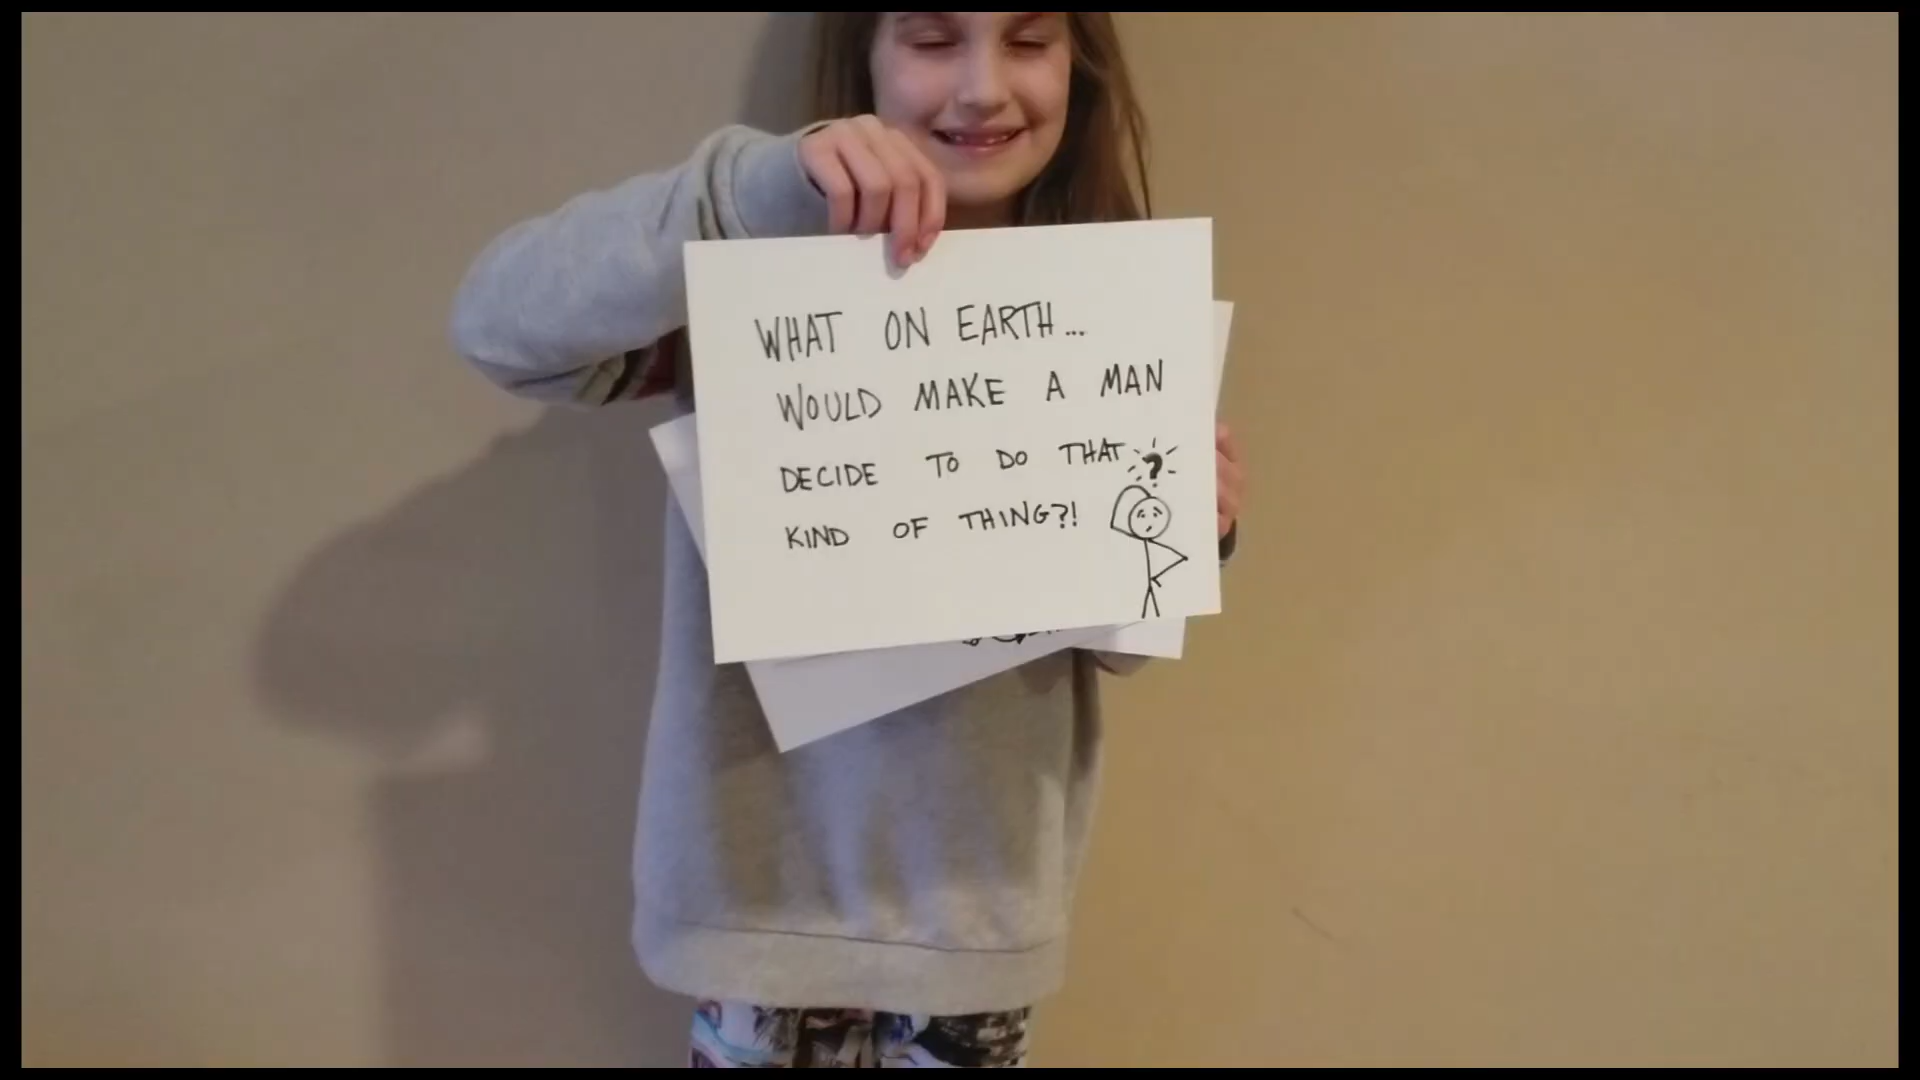 WHAT ON EARTH...
WOULD MAKE A MAN
DECIDE TO DO THAT
KIND OF THING?!
?